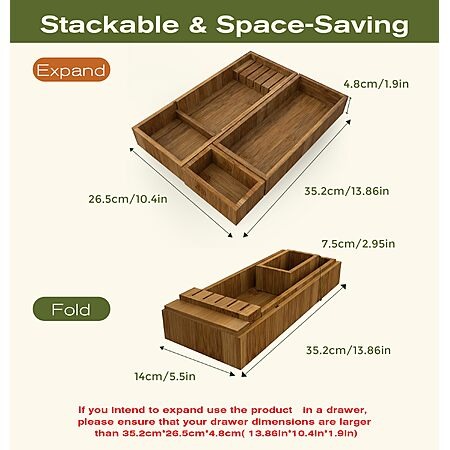 Stackable & Space-Saving
Expand
4.8cm/1.9in
26.5cm/10.4in
35.2cm/13.86in
7.5cm/2.95in
Fold
35.2cm/13.86in
14cm/5.5in
If you intend to expand use the product in a drawer,
please ensure that your drawer dimensions are larger
than 35.2cm*26.5cm*4.8cm( 13.86in*10.4in*1.9in)